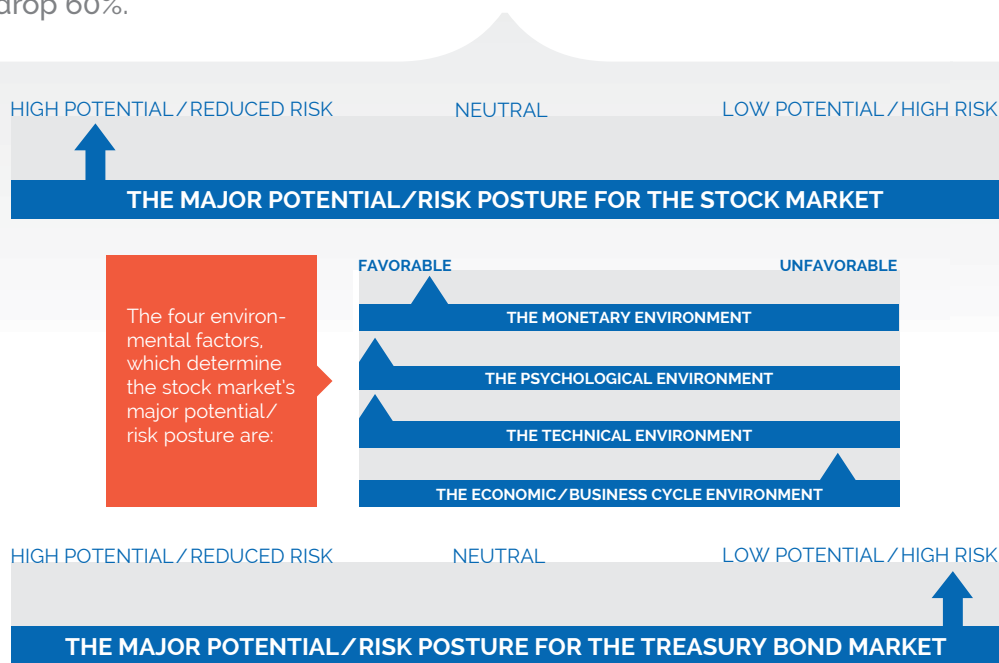 drop 60%.
HIGH POTENTIAL/REDUCED RISK NEUTRAL LOW POTENTIAL/HIGH RISK
THE MAJOR POTENTIAL/RISK POSTURE FOR THE STOCK MARKET
The four environ-
mental factors,
which determine
the stock market's
major potential/
risk posture are:
FAVORABLE UNFAVORABLE
THE MONETARY ENVIRONMENT
THE PSYCHOLOGICAL ENVIRONMENT
THE TECHNICAL ENVIRONMENT
THE ECONOMIC/BUSINESS CYCLE ENVIRONMENT
HIGH POTENTIAL/REDUCED RISK NEUTRAL LOW POTENTIAL/HIGH RISK
THE MAJOR POTENTIAL/RISK POSTURE FOR THE TREASURY BOND MARKET